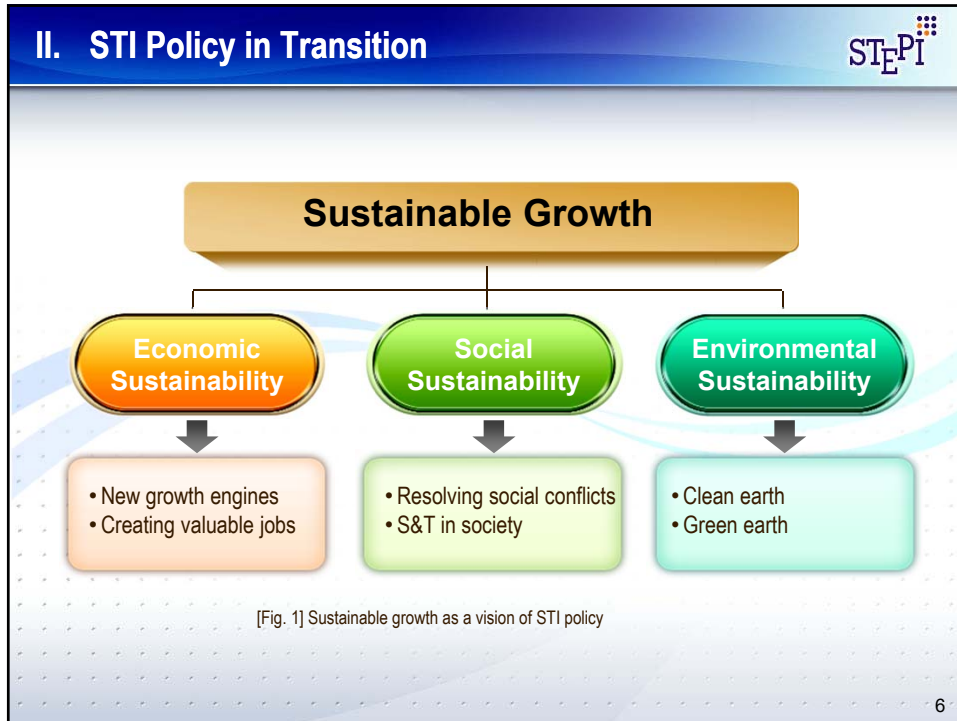 II. STI Policy in Transition
STEPI
Sustainable Growth
Economic
Sustainability
Social
Sustainability
Environmental
Sustainability
• New growth engines
• Creating valuable jobs
• Resolving social conflicts
• S&T in society
• Clean earth
• Green earth
[Fig. 1] Sustainable growth as a vision of STI policy
6